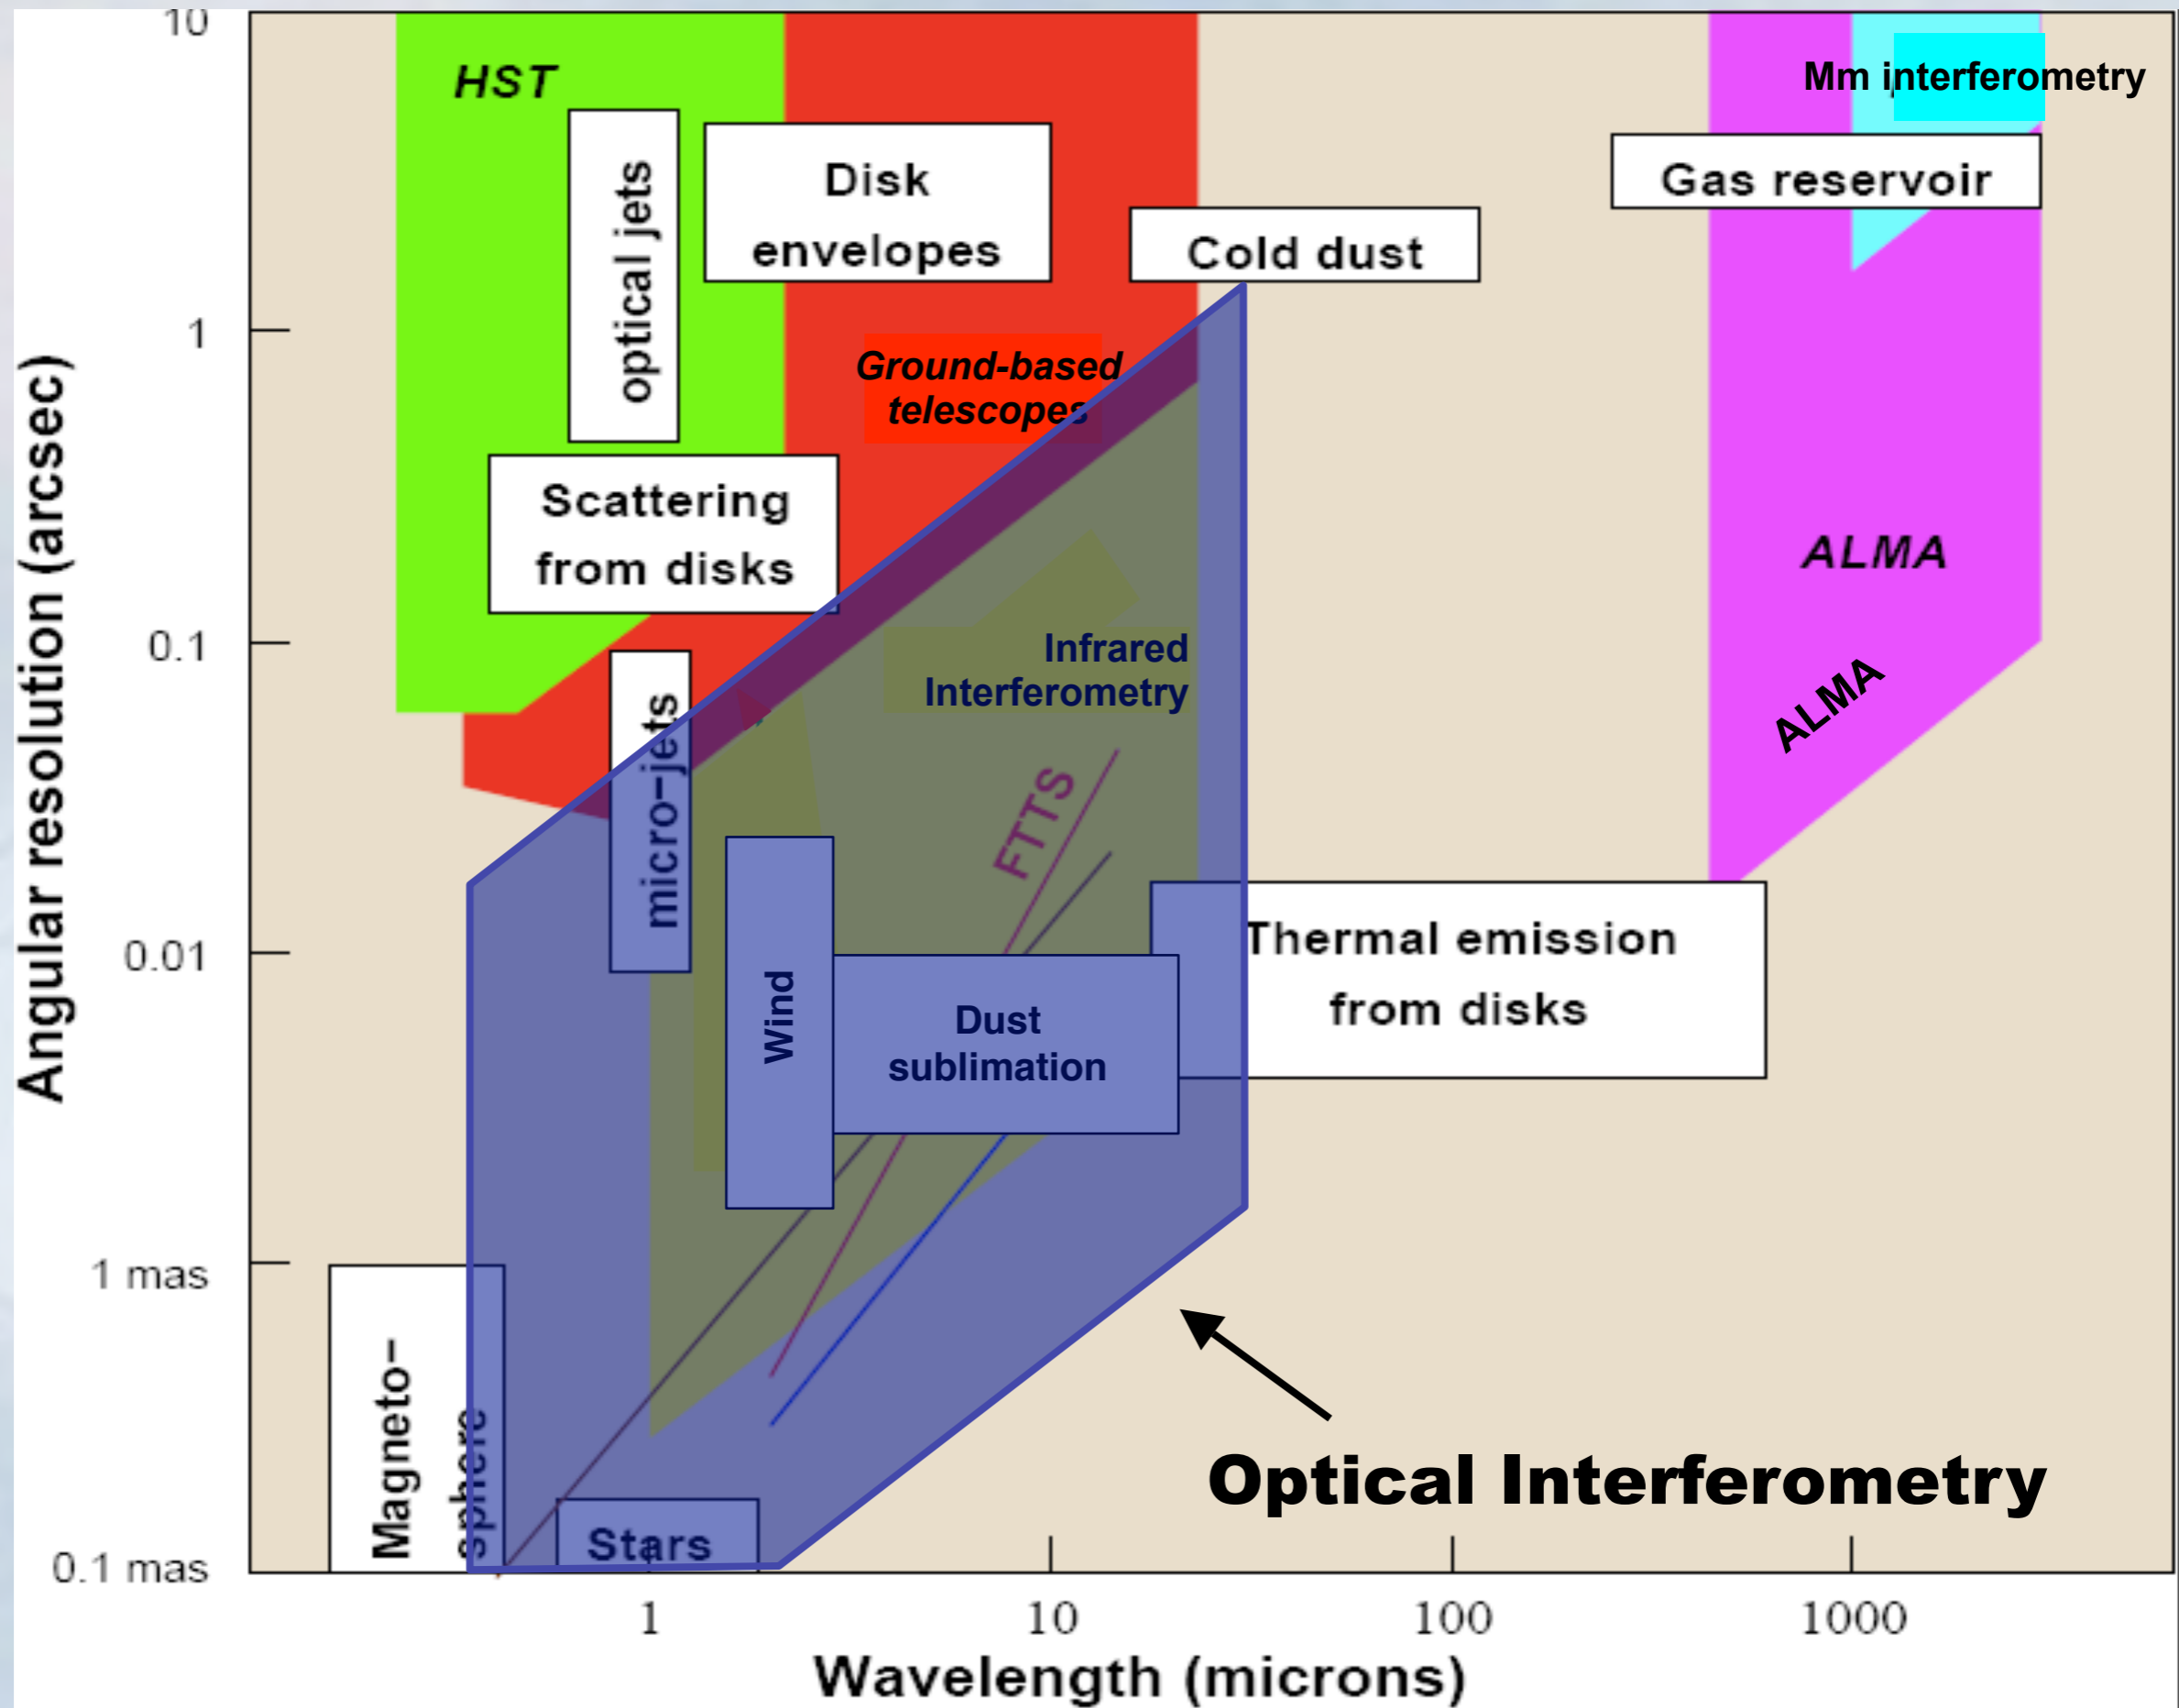 10
HST
Mm interferometry
optical jets
Disk
envelopes
Gas reservoir
Cold dust
1
Ground-based
telescopes
Scattering
from disks
ALMA
0.1
Infrared
Interferometry
ALMA
micro-jets
FTTS
Angular resolution (arcsec)
0.01
Thermal emission
from disks
Wind
Dust
sublimation
1 mas
Magneto-
sphere
Optical Interferometry
Stars
0.1 mas
1
10
100
1000
Wavelength (microns)